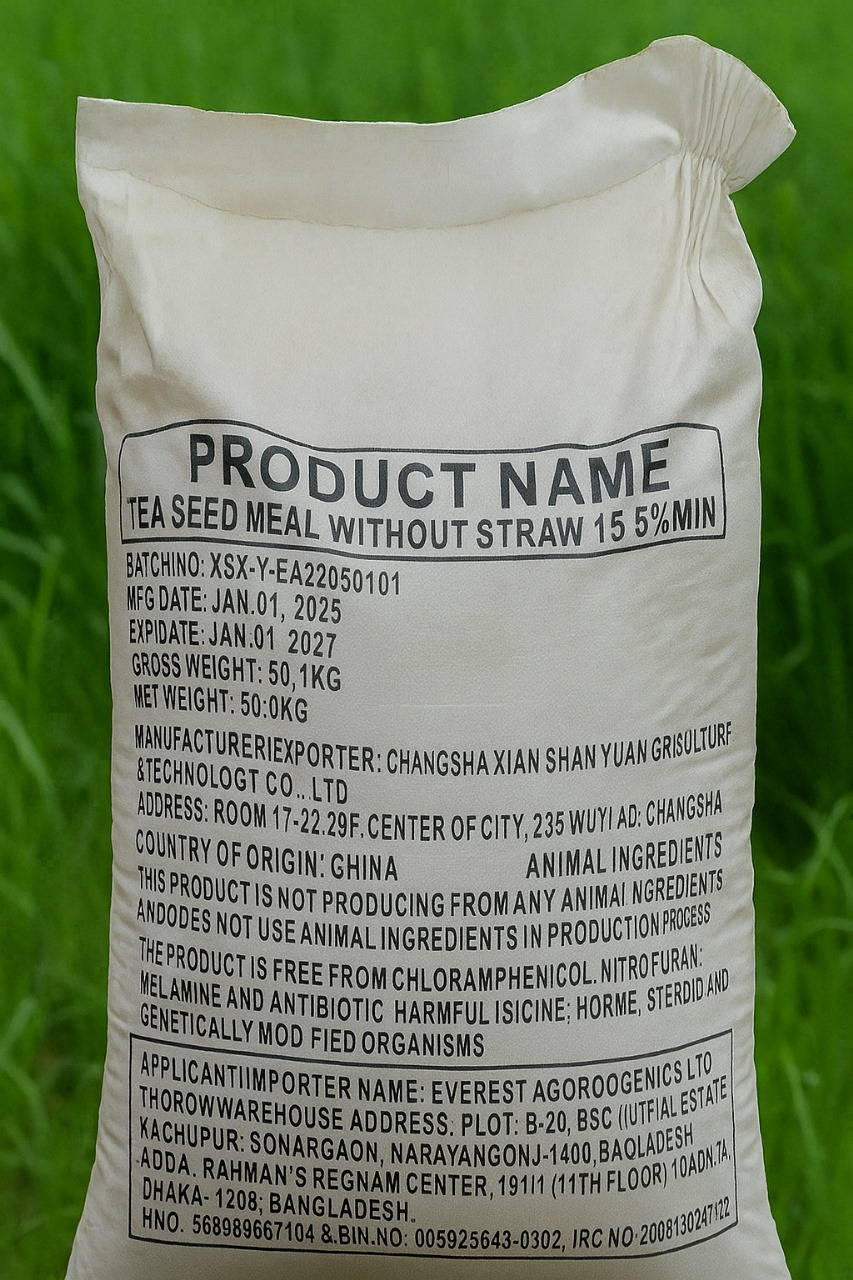 PRODUCT NAME
TEA SEED MEAL WITHOUT STRAW 15 5%MIN
BATCHINO: XSX-Y-EA22050101
MFG DATE: JAN.01, 2025
EXPIDATE: JAN.01 2027
GROSS WEIGHT: 50,1KG
MET WEIGHT: 50:0KG
MANUFACTURERIEXPORTER: CHANGSHA XIAN SHAN YUAN GRISULTURF
&TECHNOLOGT CO...LTD
ADDRESS: ROOM 17-22.29F. CENTER OF CITY, 235 WUYI AD: CHANGSHA
COUNTRY OF ORIGIN: GHINA ANIMAL INGREDIENTS
THIS PRODUCT IS NOT PRODUCING FROM ANY ANIMAI NGREDIENTS
ANDODES NOT USE ANIMAL INGREDIENTS IN PRODUCTION PROCESS
THE PRODUCT IS FREE FROM CHLORAMPHENICOL. NITROFURAN:
MELAMINE AND ANTIBIOTIC HARMFUL ISICINE; HORME, STERDID AND
GENETICALLY MOD FIED ORGANISMS
APPLICANTIIMPORTER NAME: EVEREST AGOROOGENICS LTO
THOROWWAREHOUSE ADDRESS. PLOT: B-20, BSC ((UTFIAL ESTATE
KACHUPUR: SONARGAON, NARAYANGONJ-1400, BAQLADESH
ADDA. RAHMAN'S REGNAM CENTER, 191I1 (11TH FLOOR) 10ADN.TA.
DHAKA- 1208; BANGLADESH.
HNO. 568989667104 &.BIN.NO: 005925643-0302, IRC NO 2008130247122